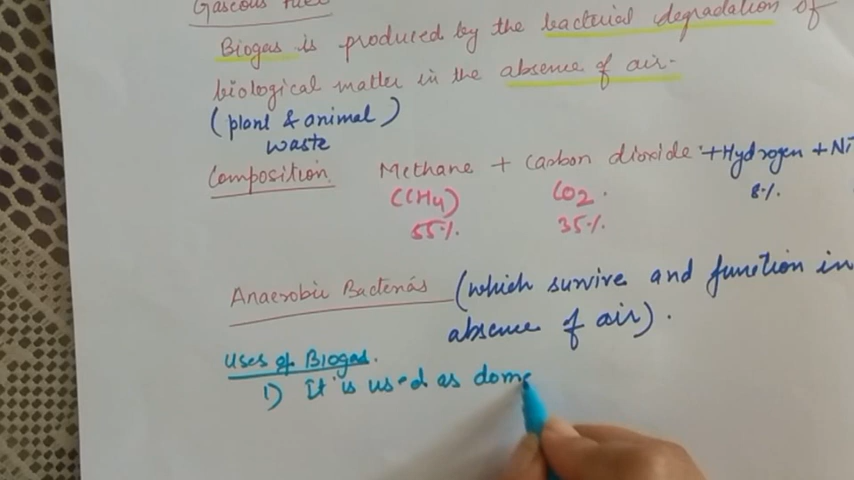 Gaseous Fuel
Biogas is produced by the bacterial degradation of
biological matter in the absence of air.
(plant & animal)
waste
Composition Methane + Carbon dioxide + Hydrogen + Ni
(CH4) CO2. 8%.
55%. 35%.
Anaerobic Bacterias (which survive and function in
absence of air).
Uses of Biogas.
1) It is used as dome